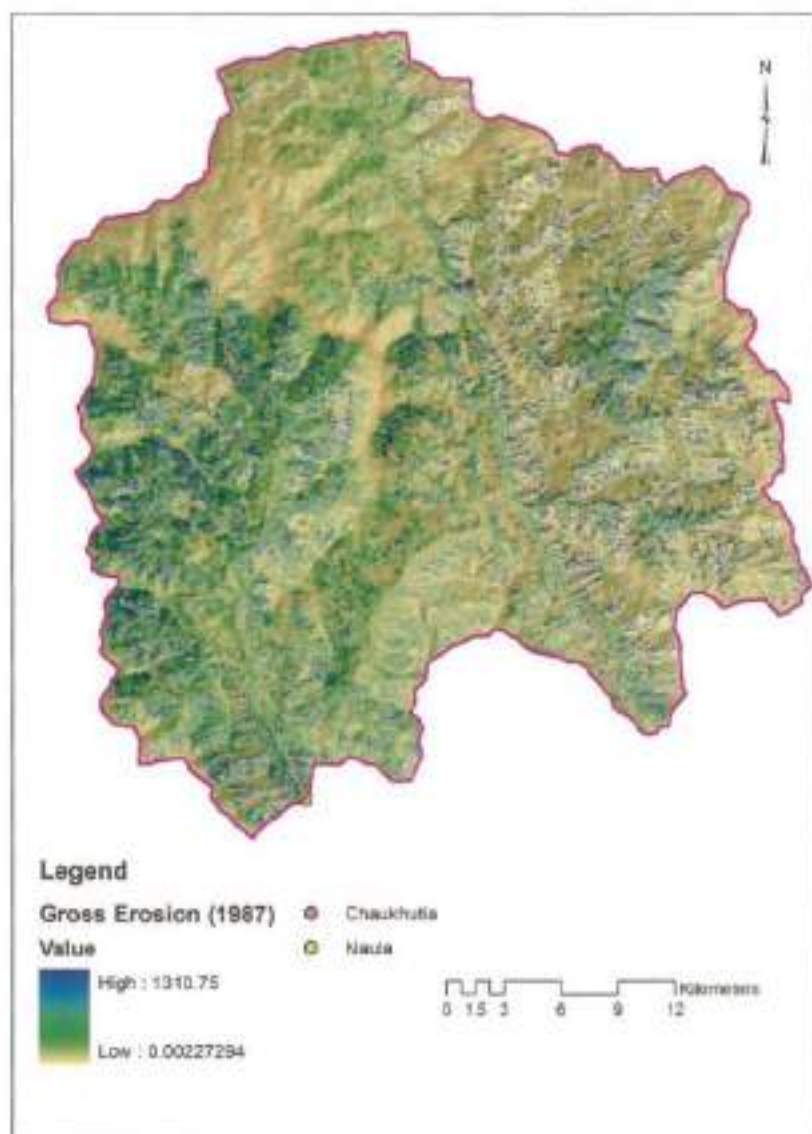 N
Legend
Gross Erosion (1987)
Chaukhutia
Value
Naula
High : 1310.75
Low : 0.00227294
Kilometers
0 1.5 3 6 9 12